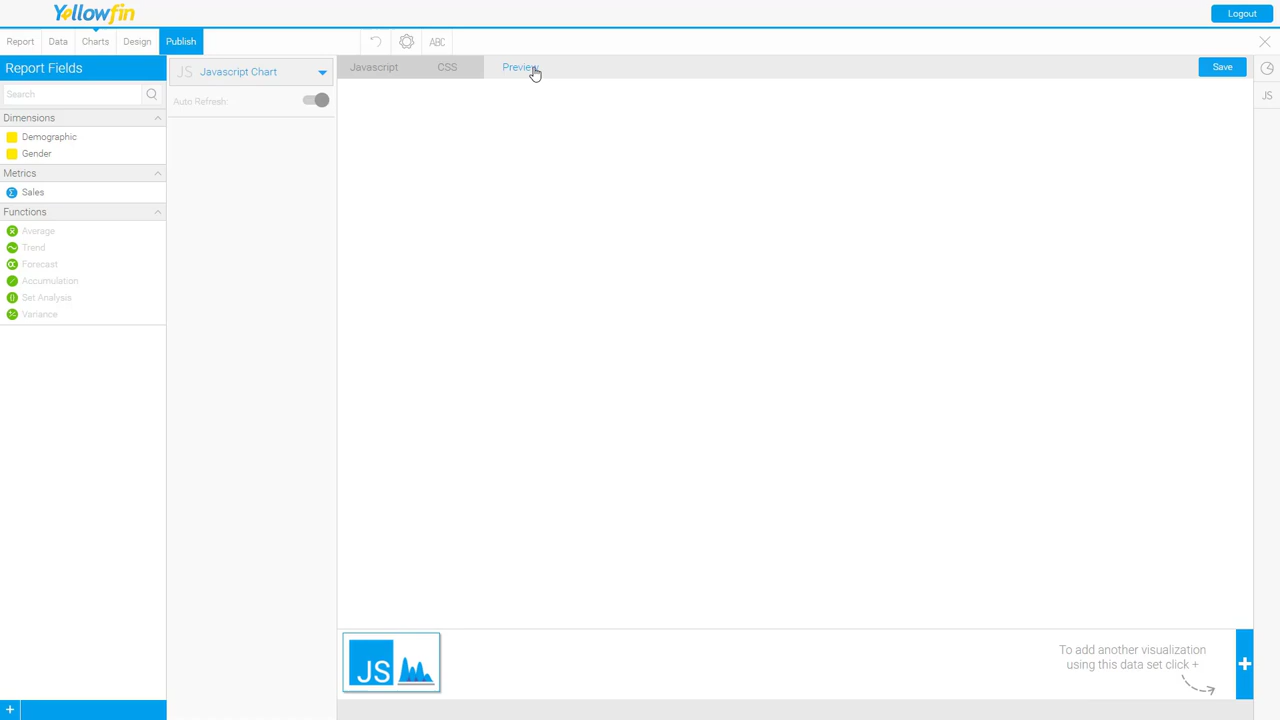 Yellowfin
Logout
Report
Data
Charts
Design
Publish
ABC
Report Fields
JS
Javascript Chart
Javascript
CSS
Preview
Save
Search
Auto Refresh:
JS
Dimensions
Demographic
Gender
Metrics
Sales
Functions
Average
Trend
Forecast
Accumulation
Set Analysis
Variance
JS
To add another visualization
using this data set click +